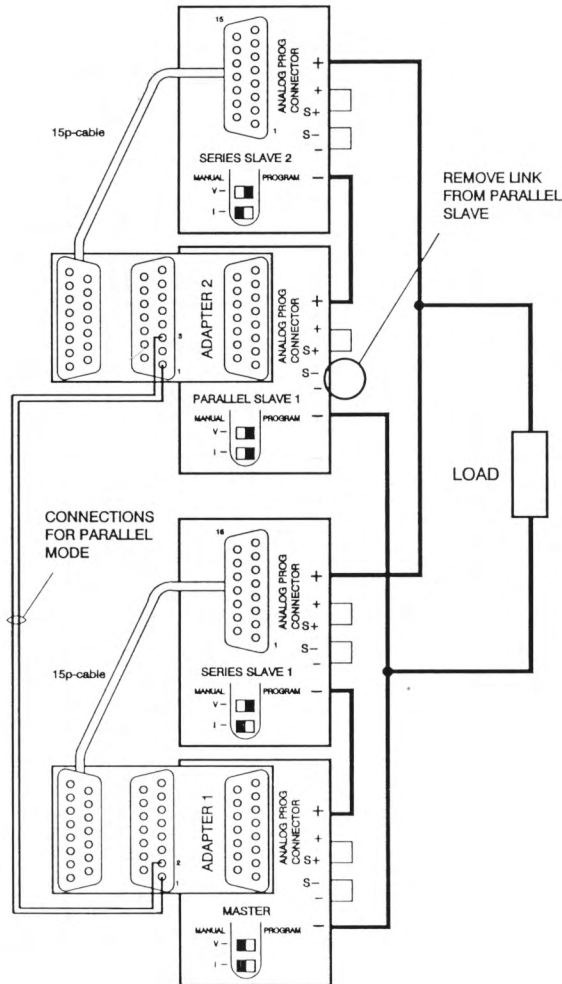 15
ANALOG PROG
CONNECTOR
+
+
S+
S-
-
1
15p-cable
SERIES SLAVE 2
MANUAL PROGRAM
V -
I -
-
REMOVE LINK
FROM PARALLEL
SLAVE
ADAPTER 2
3
1
ANALOG PROG
CONNECTOR
+
+
S+
S-
-
PARALLEL SLAVE 1
-
MANUAL PROGRAM
V -
I -
LOAD
CONNECTIONS
FOR PARALLEL
MODE
15
ANALOG PROG
CONNECTOR
+
+
S+
S-
-
1
15p-cable
SERIES SLAVE 1
MANUAL PROGRAM
V -
I -
-
ADAPTER 1
2
1
ANALOG PROG
CONNECTOR
+
+
S+
S-
-
MASTER
-
MANUAL PROGRAM
V -
I -